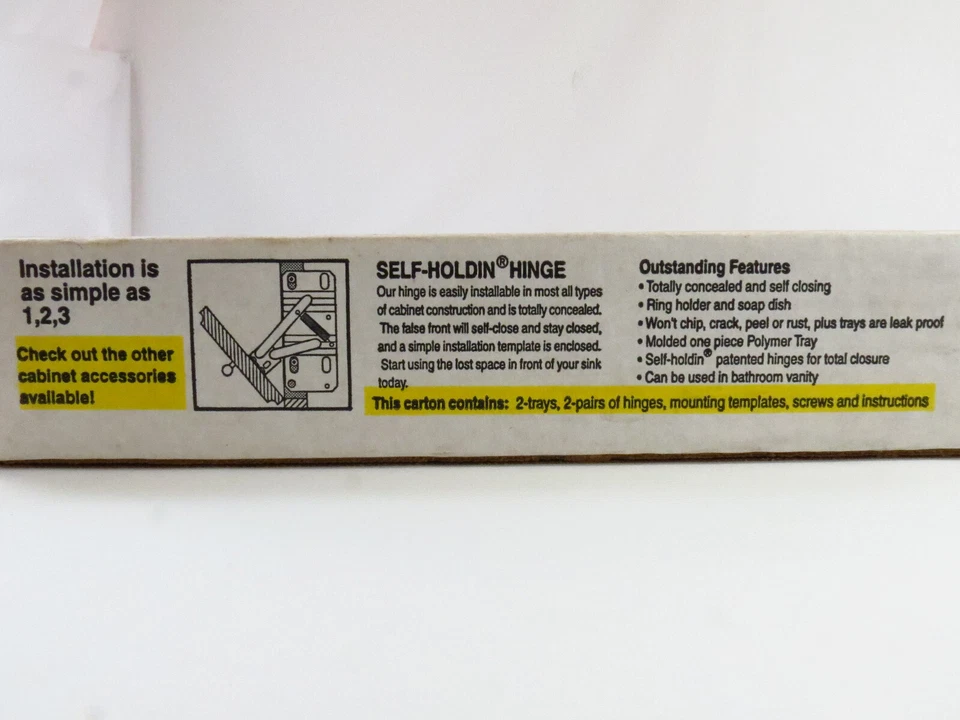 Installation is
as simple as
1,2,3
Check out the other
cabinet accessories
available!
SELF-HOLDIN® HINGE
Our hinge is easily installable in most all types
of cabinet construction and is totally concealed.
The false front will self-close and stay closed,
and a simple installation template is enclosed.
Start using the lost space in front of your sink
today.
Outstanding Features
• Totally concealed and self closing
• Ring holder and soap dish
• Won't chip, crack, peel or rust, plus trays are leak proof
• Molded one piece Polymer Tray
• Self-holdin® patented hinges for total closure
• Can be used in bathroom vanity
This carton contains: 2-trays, 2-pairs of hinges, mounting templates, screws and instructions